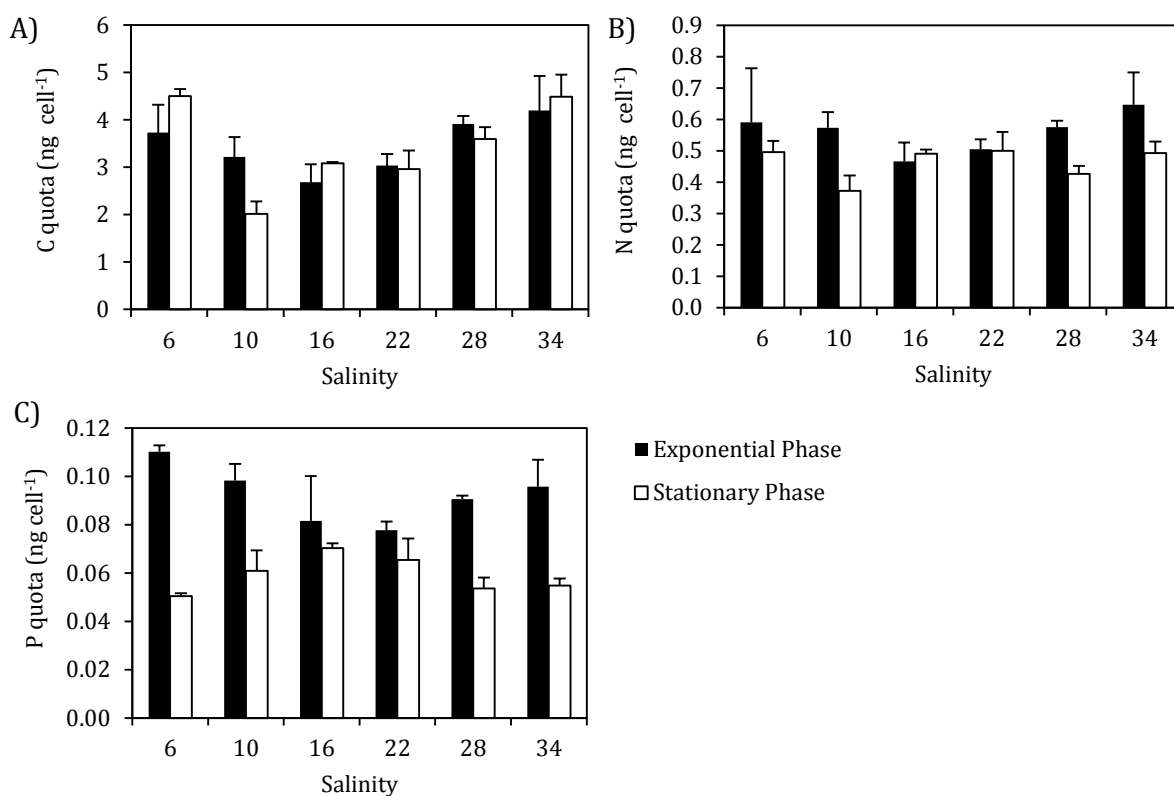 A)
C quota (ng cell-1)
6
5
4
3
2
1
0
6 10 16 22 28 34
Salinity
B)
N quota (ng cell-1)
0.9
0.8
0.7
0.6
0.5
0.4
0.3
0.2
0.1
0.0
6 10 16 22 28 34
Salinity
C)
P quota (ng cell-1)
0.12
0.10
0.08
0.06
0.04
0.02
0.00
6 10 16 22 28 34
Salinity
Exponential Phase
Stationary Phase